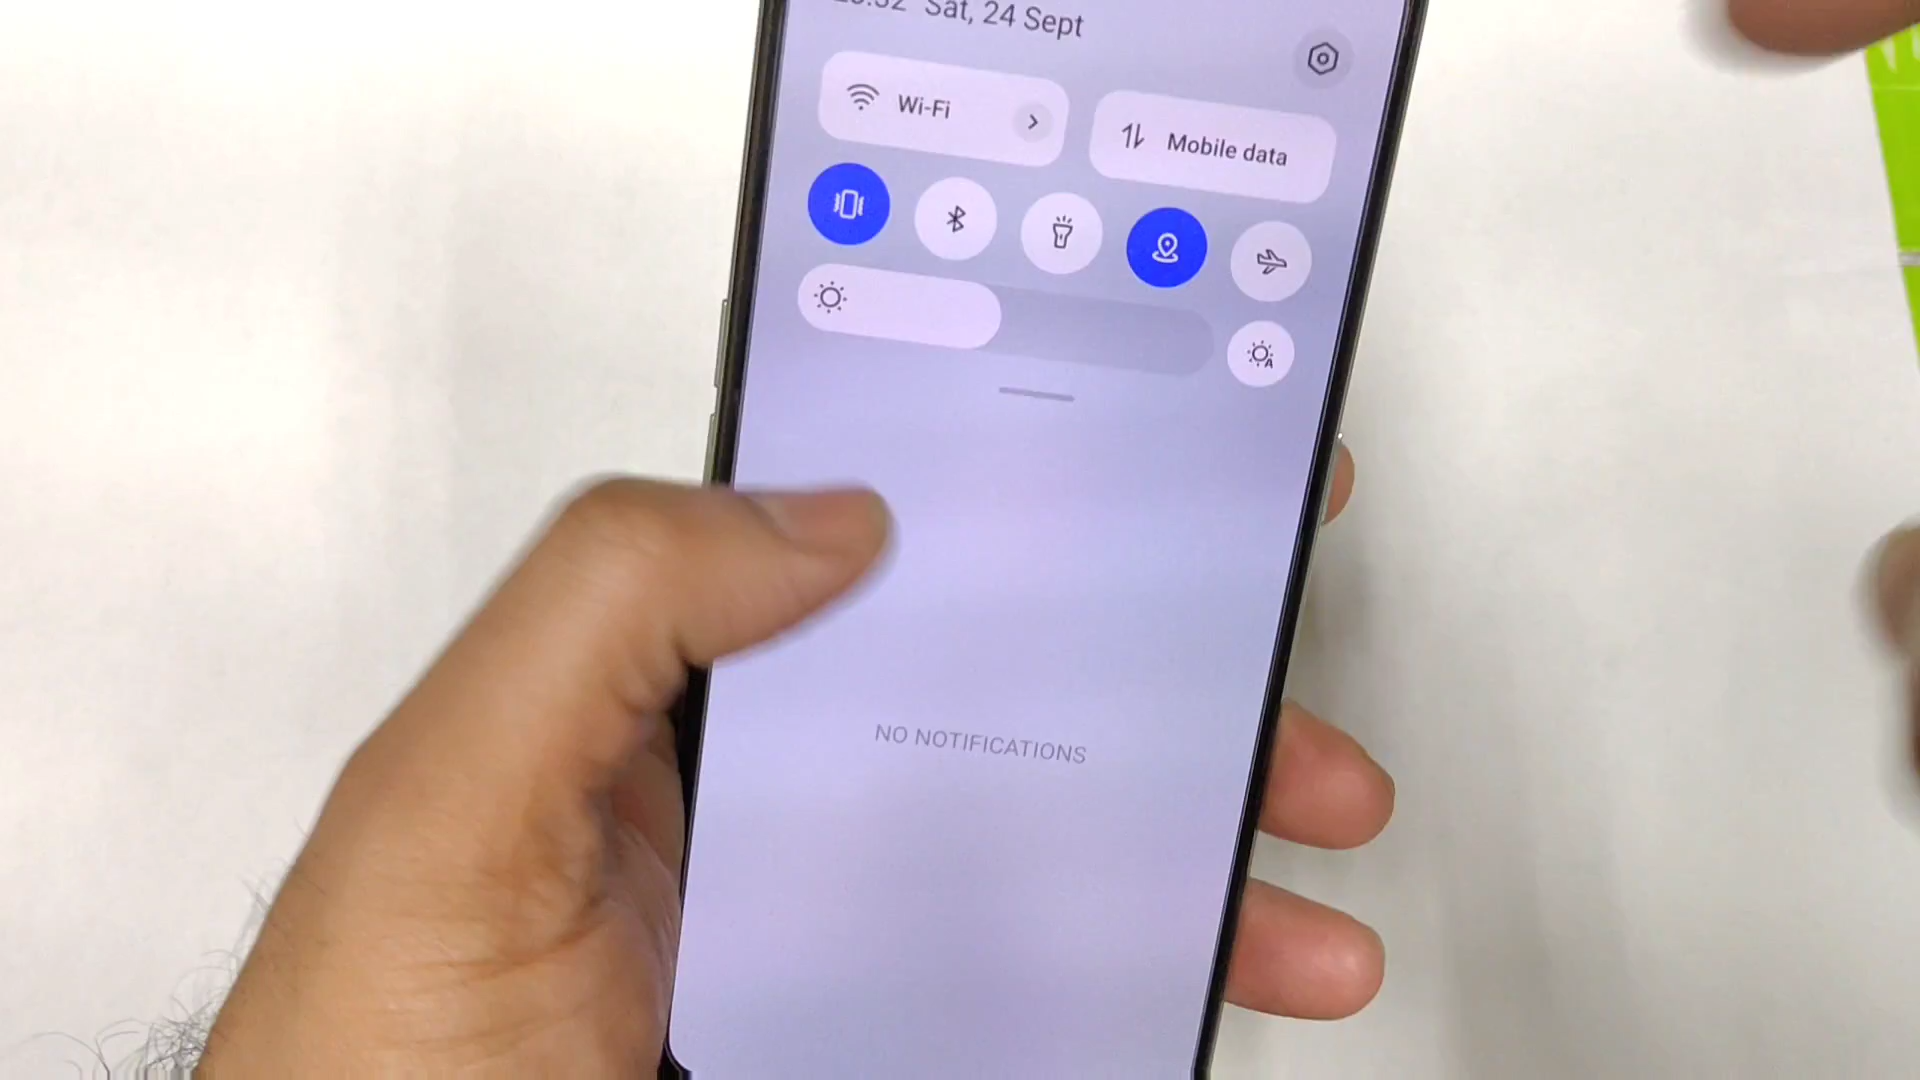 Sat, 24 Sept
Wi-Fi
Mobile data
NO NOTIFICATIONS